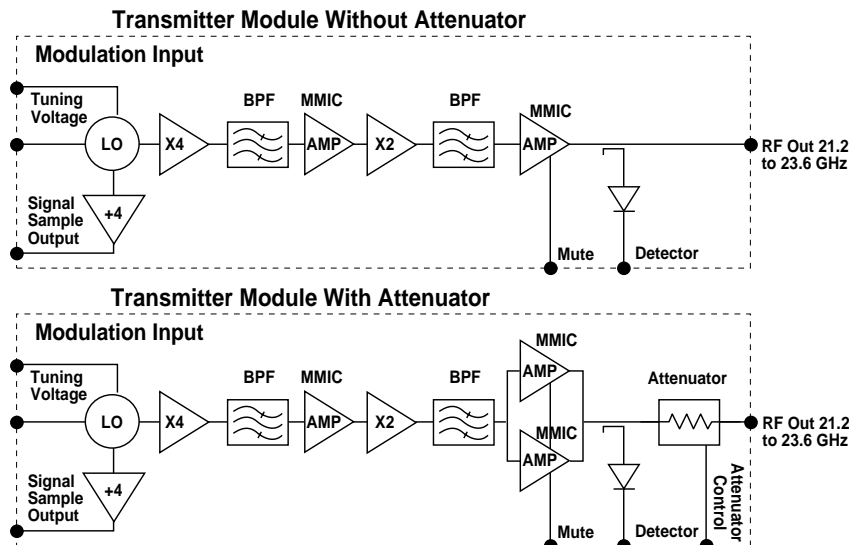 Transmitter Module Without Attenuator
Modulation Input
Tuning
Voltage
LO
X4
BPF
MMIC
AMP
X2
BPF
MMIC
AMP
RF Out 21.2
to 23.6 GHz
Signal
Sample
Output
+4
Mute
Detector
Transmitter Module With Attenuator
Modulation Input
Tuning
Voltage
LO
X4
BPF
MMIC
AMP
X2
BPF
MMIC
AMP
MMIC
AMP
Attenuator
RF Out 21.2
to 23.6 GHz
Signal
Sample
Output
+4
Mute
Detector
Attenuator
Control